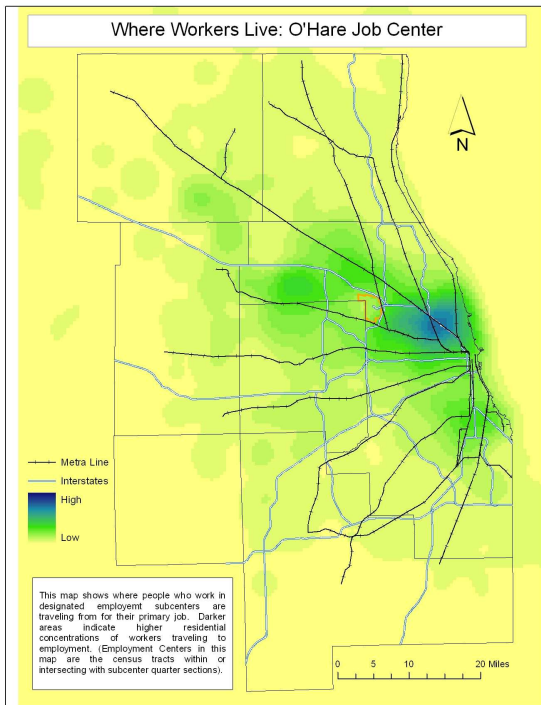 Where Workers Live: O'Hare Job Center
N
Metra Line
Interstates
High
Low
This map shows where people who work in
designated employemt subcenters are
traveling from for their primary job. Darker
areas indicate higher residential
concentrations of workers traveling to
employment. (Employment Centers in this
map are the census tracts within or
intersecting with subcenter quarter sections).
0 5 10 20 Miles